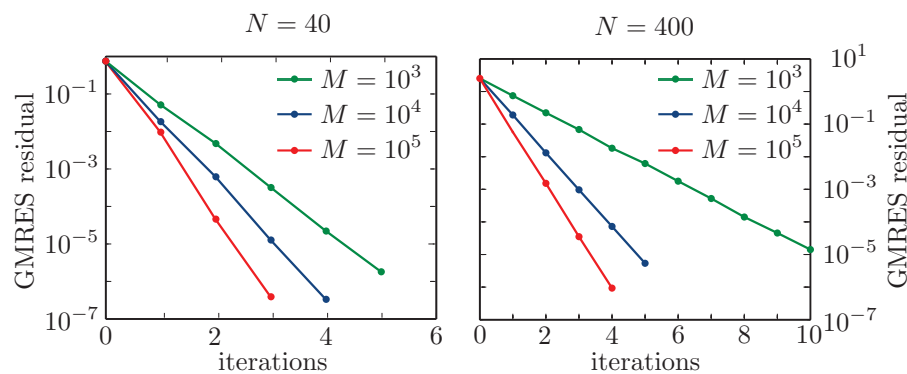 N = 40
N = 400
GMRES residual
10^{-1}
10^{-3}
10^{-5}
10^{-7}
M = 10^3
M = 10^4
M = 10^5
0
2
4
6
iterations
M = 10^3
M = 10^4
M = 10^5
10^1
10^{-1}
10^{-3}
10^{-5}
10^{-7}
GMRES residual
0
2
4
6
8
10
iterations